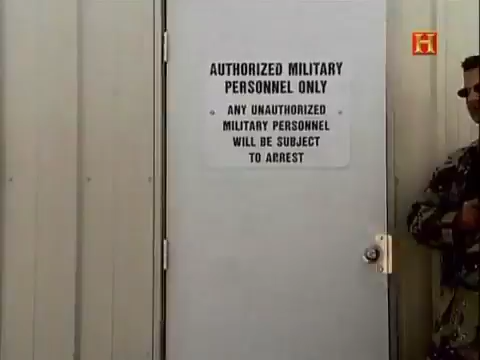 AUTHORIZED MILITARY
PERSONNEL ONLY
ANY UNAUTHORIZED
MILITARY PERSONNEL
WILL BE SUBJECT
TO ARREST
H